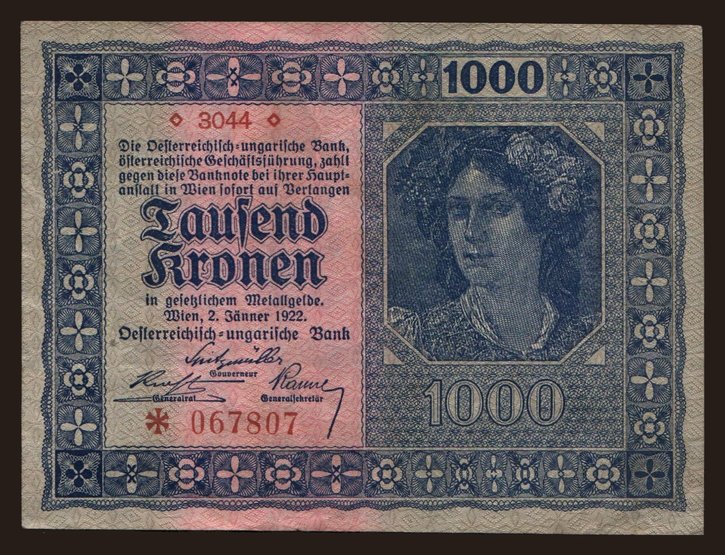 1000
3044
Die Oesterreichisch-ungarische Bank,
österreichische Geschäftsführung, zahlt
gegen diese Banknote bei ihrer Haupt-
anstalt in Wien sofort auf Verlangen
Tausend
Kronen
in gesetzlichem Metallgelde.
Wien, 2. Jänner 1922.
Oesterreichisch-ungarische Bank
Spitzmüller
Gouverneur
Generalrat
Generalsekretär
* 067807
1000